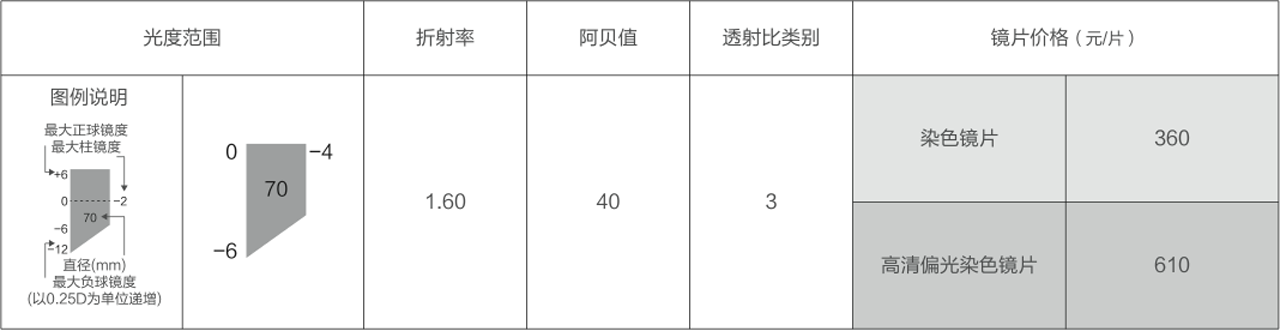 光度范围
折射率
阿贝值
透射比类别
镜片价格（元/片）
图例说明
最大正球镜度
最大柱镜度
+6
0
−2
70
−6
−12
直径(mm)
最大负球镜度
(以0.25D为单位递增)
0
−4
70
−6
1.60
40
3
染色镜片
360
高清偏光染色镜片
610